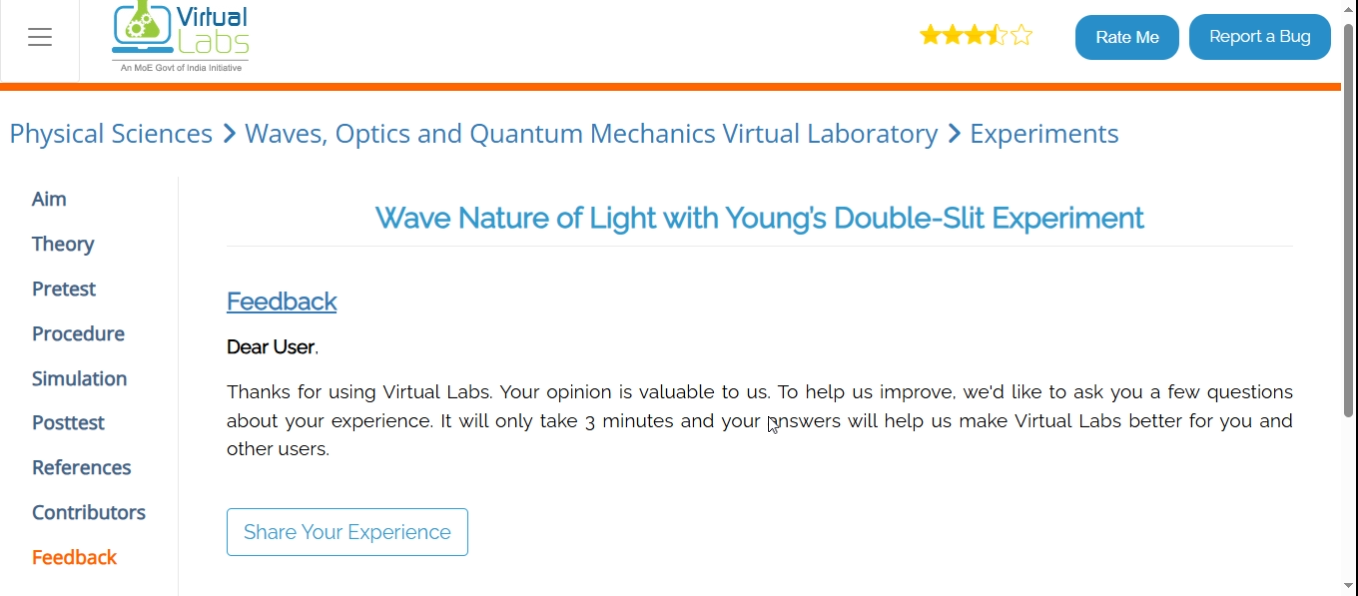 Virtual
Labs
An MoE Govt of India Initiative
Rate Me
Report a Bug
Physical Sciences > Waves, Optics and Quantum Mechanics Virtual Laboratory > Experiments
Aim
Theory
Pretest
Procedure
Simulation
Posttest
References
Contributors
Feedback
Wave Nature of Light with Young's Double-Slit Experiment
Feedback
Dear User.
Thanks for using Virtual Labs. Your opinion is valuable to us. To help us improve, we'd like to ask you a few questions
about your experience. It will only take 3 minutes and your answers will help us make Virtual Labs better for you and
other users.
Share Your Experience